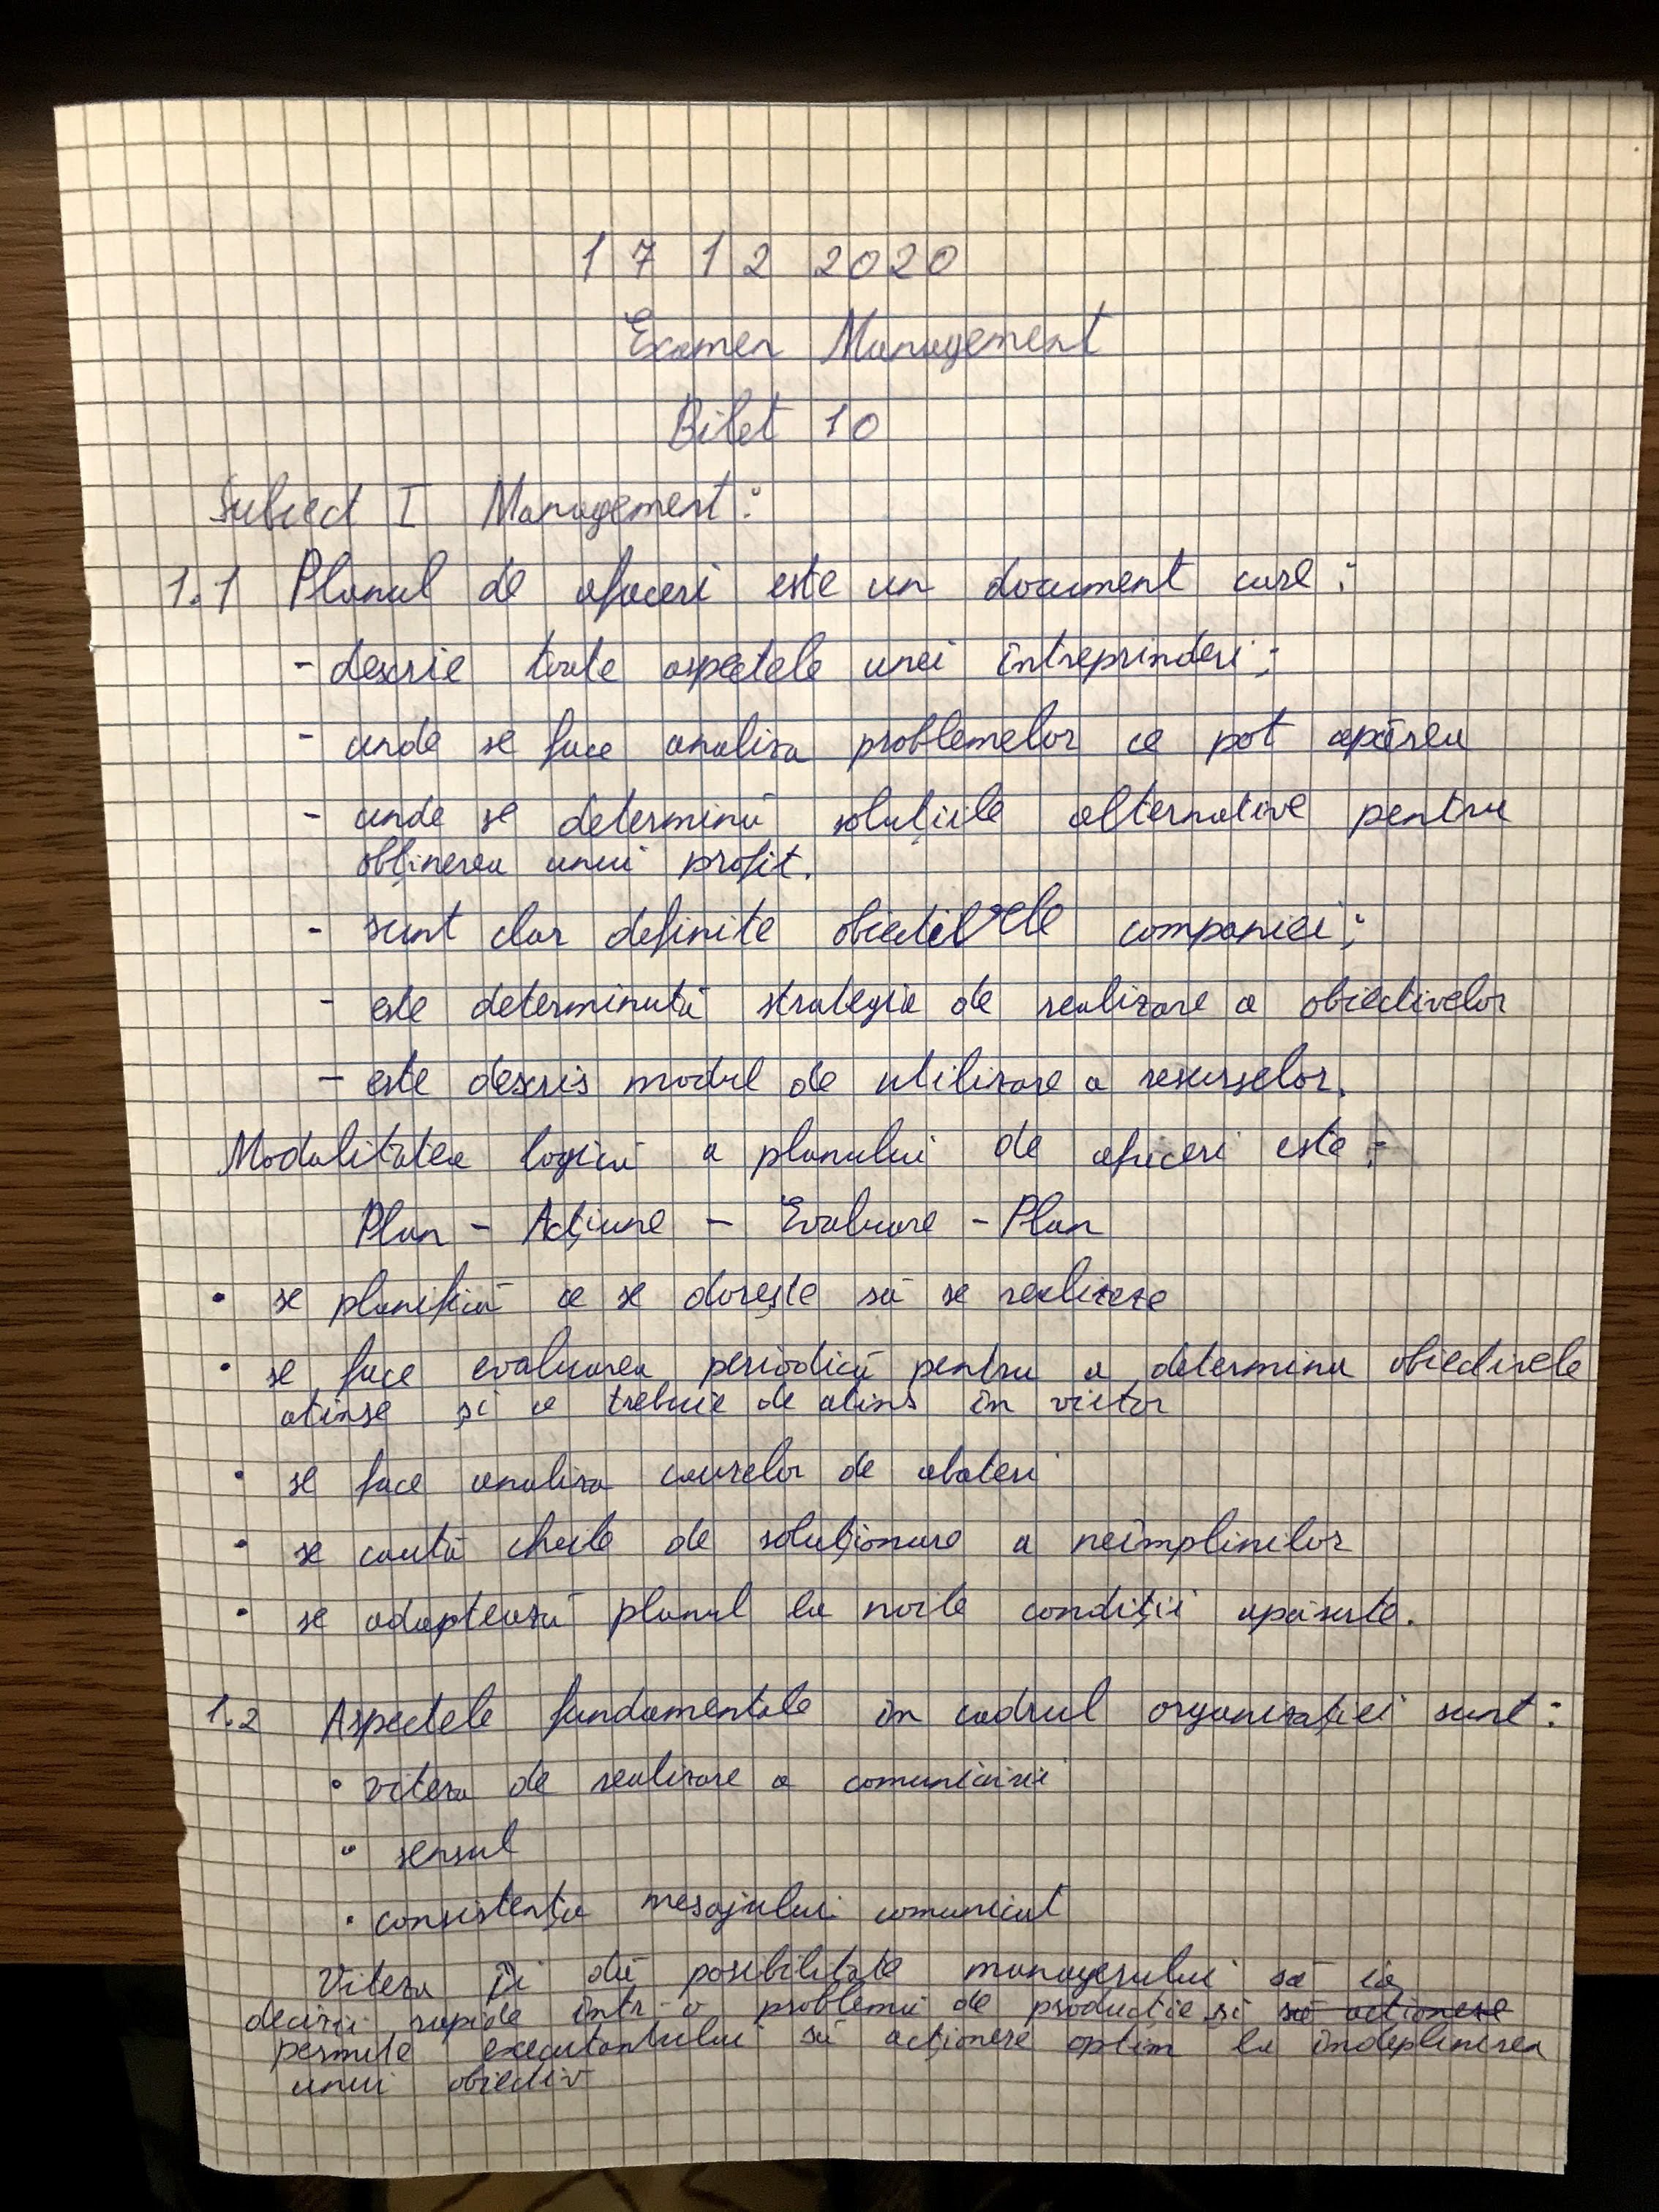 17 12 2020
Examen Management
Bilet 10
Subiect I Management:
1.1 Planul de afaceri este un document care:
- descrie toate aspectele unei întreprinderi;
- unde se face analiza problemelor ce pot apărea
- unde se determină soluțiile alternative pentru
obținerea unui profit.
- sunt clar definite obiectivele companiei;
- este determinată strategia de realizare a obiectivelor
- este descris modul de utilizare a resurselor.
Modalitatea logică a planului de afaceri este:
Plan - Acțiune - Evaluare - Plan
• se planifică ce se dorește să se realizeze
• se face evaluarea periodică pentru a determina obiectivele
atinse și ce trebuie de atins în viitor
• se face analiza cauzelor de abateri
• se caută cheile de soluționare a neîmplinilor
• se adaptează planul la noile condiții apărute.
1.2 Aspectele fundamentale în cadrul organizației sunt:
• viteza de realizare a comunicării
• sensul
• consistența mesajului comunicat
Viteza îi dă posibilitate managerului să ia
decizii rapide într-o problemă de producție și să acționeze
permite executantului să acționeze optim la îndeplinirea
unui obiectiv